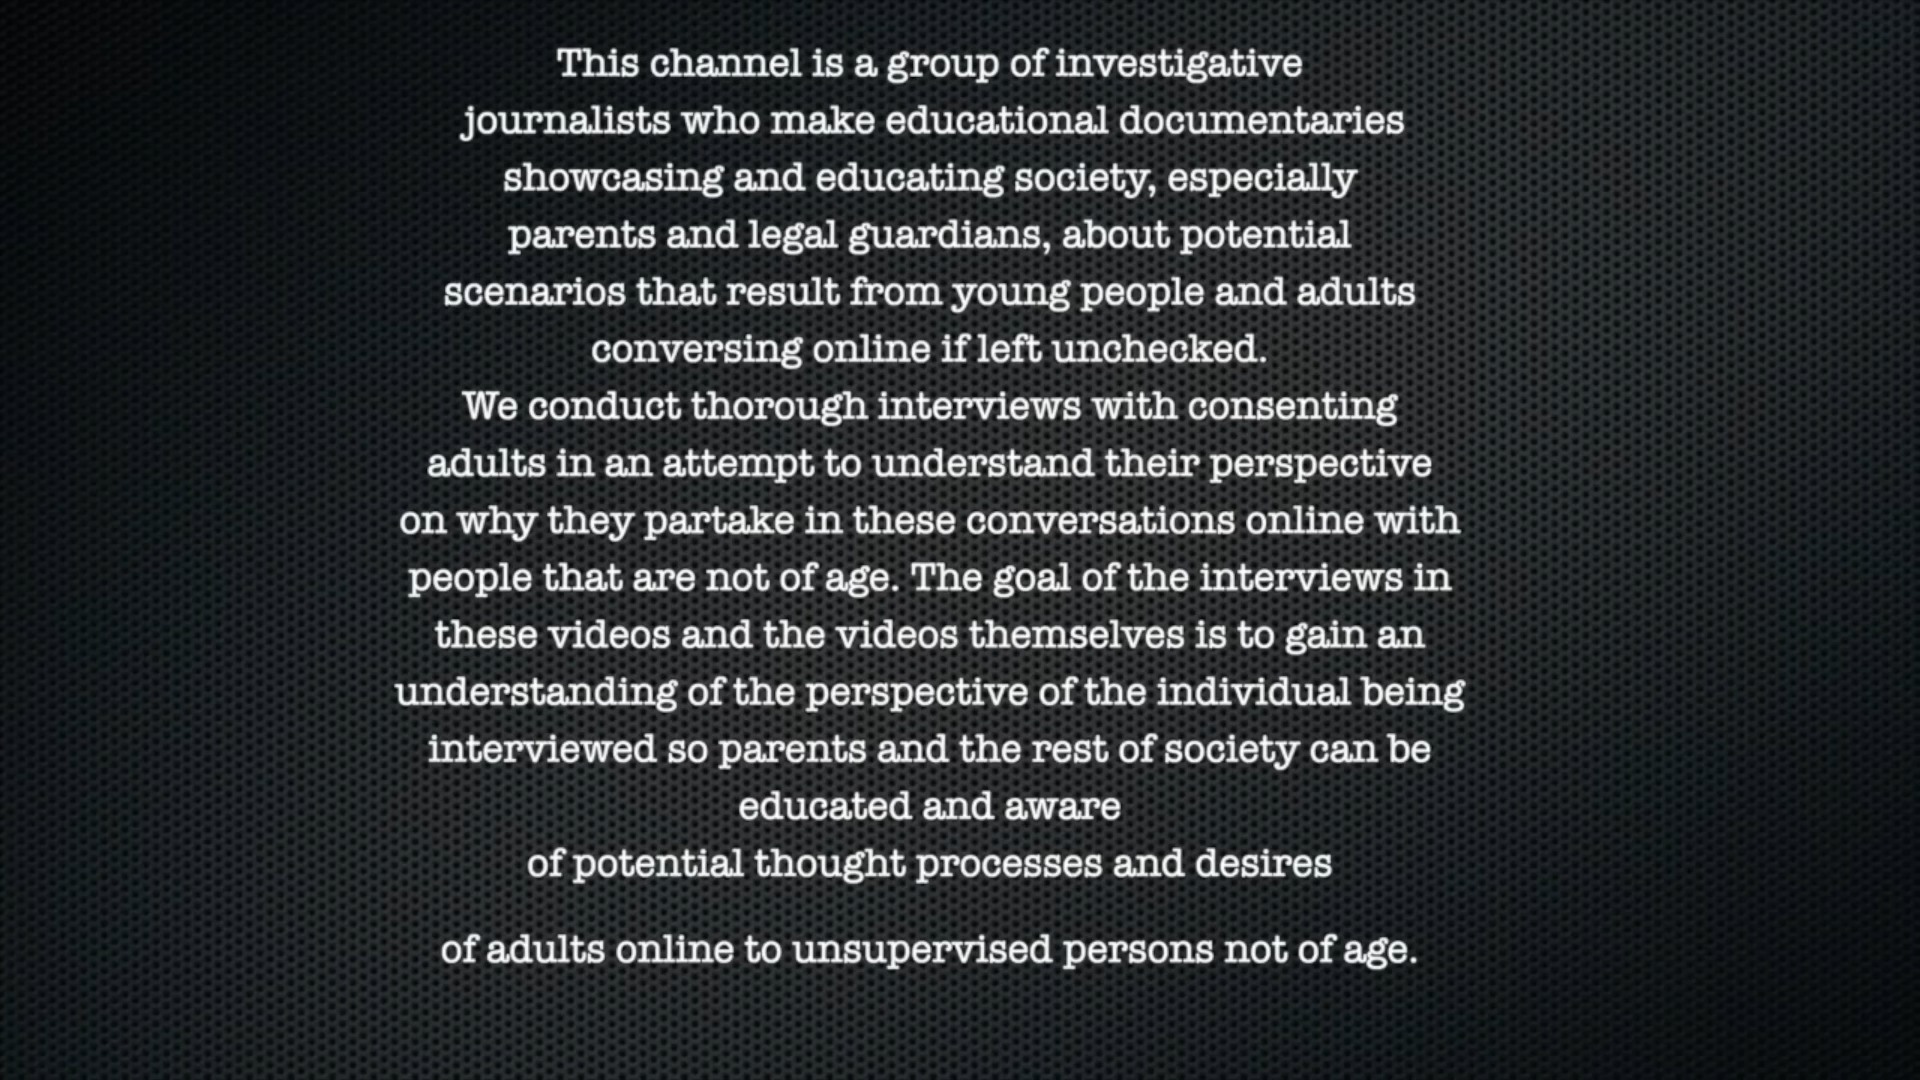 This channel is a group of investigative
journalists who make educational documentaries
showcasing and educating society, especially
parents and legal guardians, about potential
scenarios that result from young people and adults
conversing online if left unchecked.
We conduct thorough interviews with consenting
adults in an attempt to understand their perspective
on why they partake in these conversations online with
people that are not of age. The goal of the interviews in
these videos and the videos themselves is to gain an
understanding of the perspective of the individual being
interviewed so parents and the rest of society can be
educated and aware
of potential thought processes and desires
of adults online to unsupervised persons not of age.